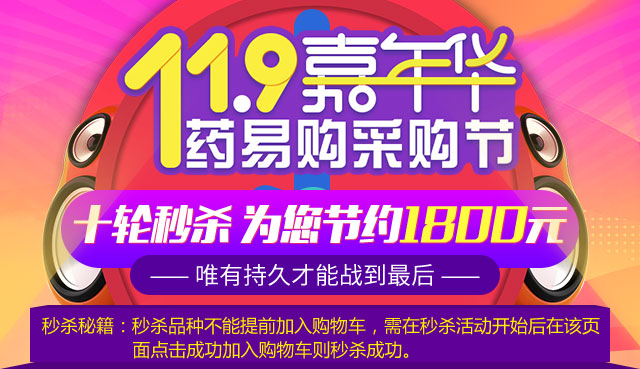 11.9嘉年华
药易购采购节
十轮秒杀 为您节约1800元
—— 唯有持久才能战到最后 ——
秒杀秘籍：秒杀品种不能提前加入购物车，需在秒杀活动开始后在该页
面点击成功加入购物车则秒杀成功。